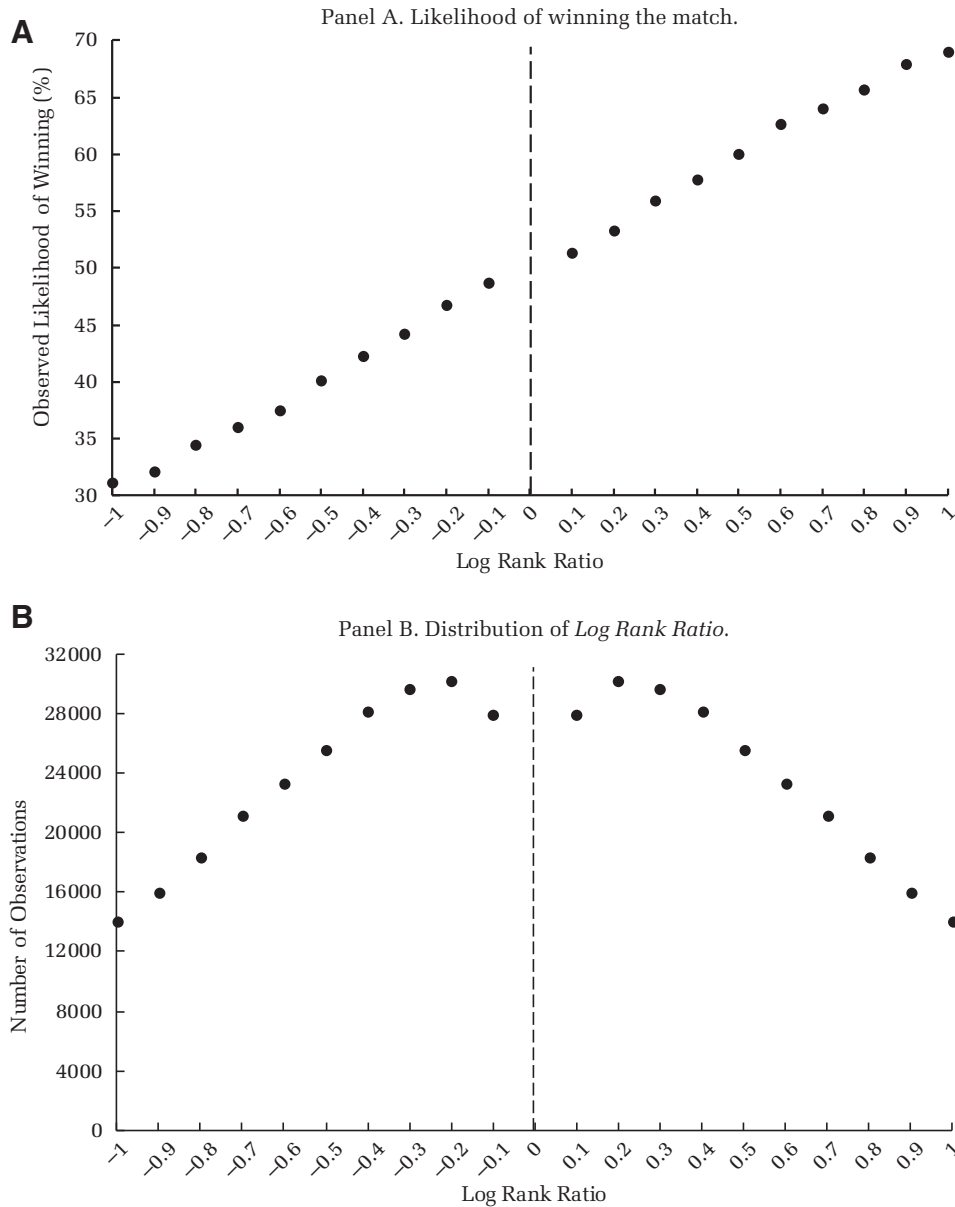 A
Panel A. Likelihood of winning the match.
Observed Likelihood of Winning (%)
70
65
60
55
50
45
40
35
30
−1 −0.9 −0.8 −0.7 −0.6 −0.5 −0.4 −0.3 −0.2 −0.1 0 0.1 0.2 0.3 0.4 0.5 0.6 0.7 0.8 0.9 1
Log Rank Ratio
B
Panel B. Distribution of Log Rank Ratio.
Number of Observations
32000
28000
24000
20000
16000
12000
8000
4000
0
−1 −0.9 −0.8 −0.7 −0.6 −0.5 −0.4 −0.3 −0.2 −0.1 0 0.1 0.2 0.3 0.4 0.5 0.6 0.7 0.8 0.9 1
Log Rank Ratio